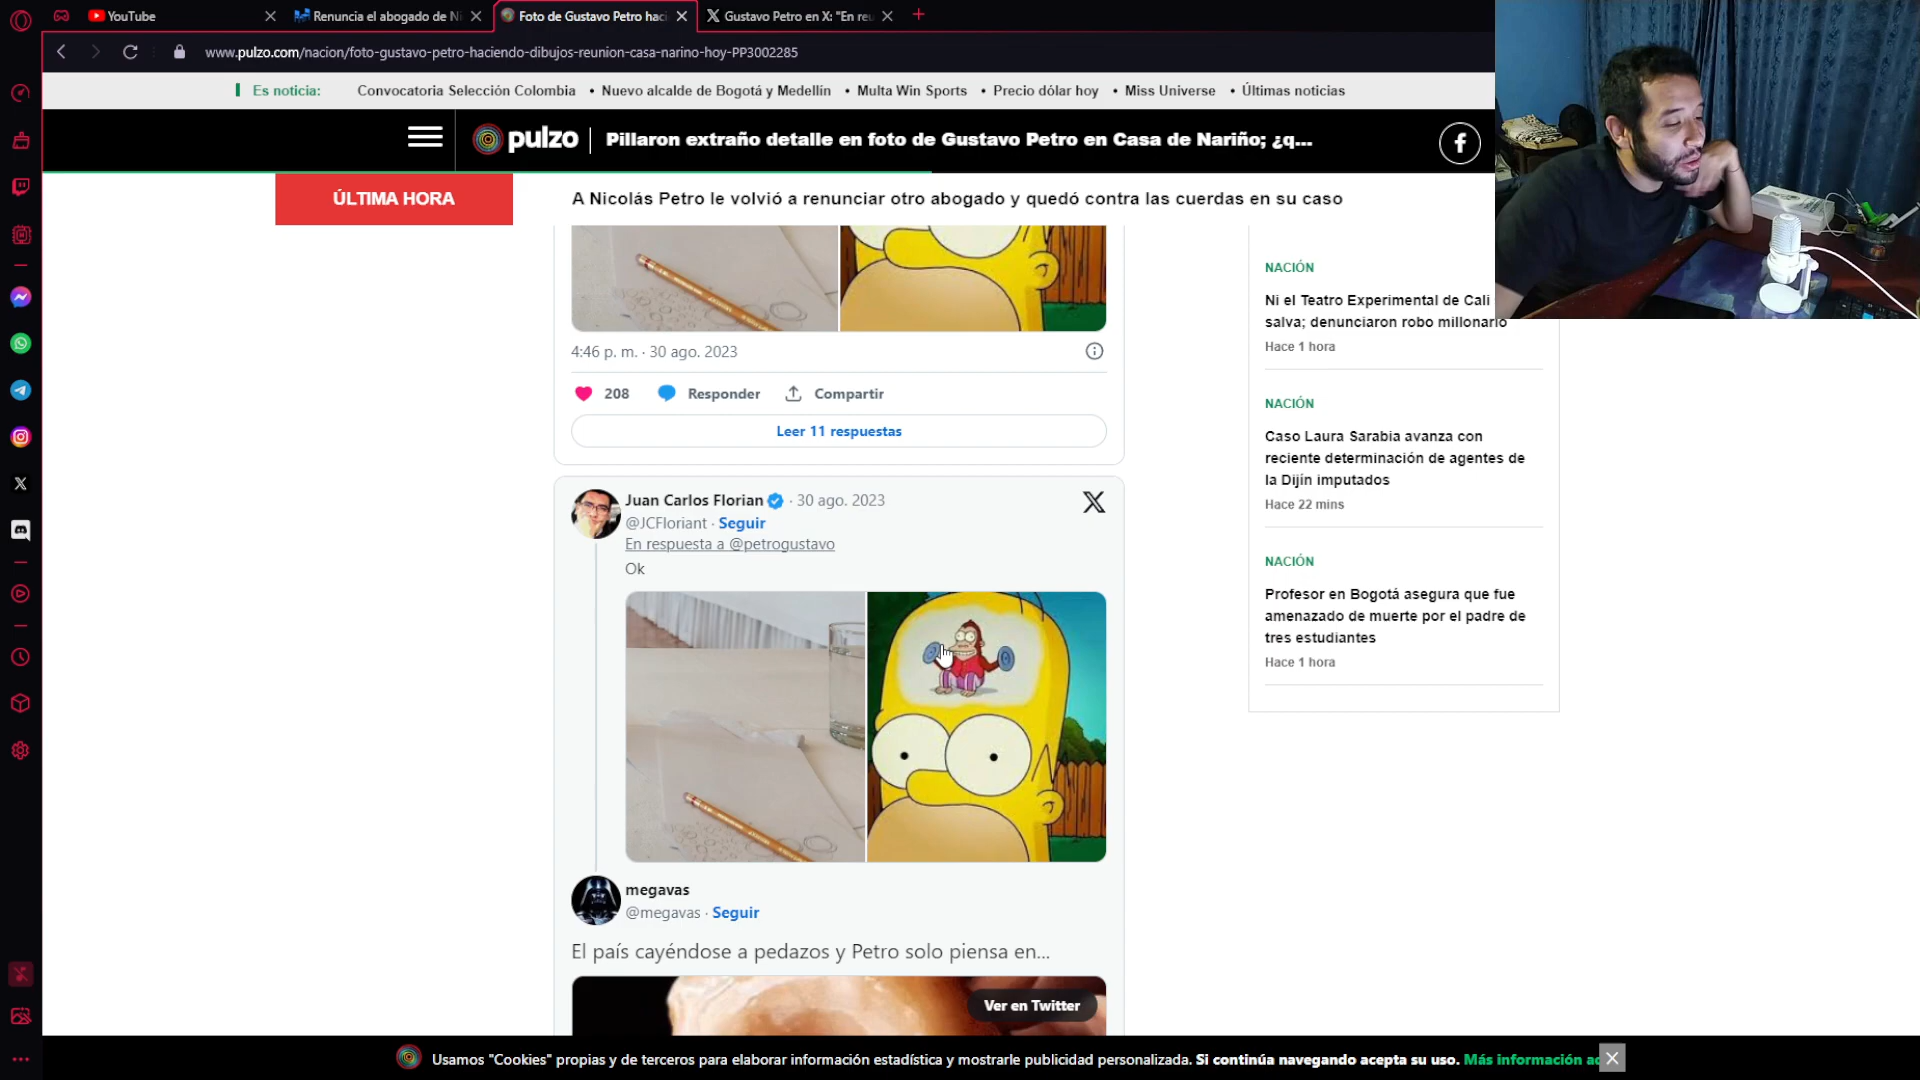 YouTube
Renuncia el abogado de Ni
Foto de Gustavo Petro haci
Gustavo Petro en X: "En reu
www.pulzo.com/nacion/foto-gustavo-petro-haciendo-dibujos-reunion-casa-narino-hoy-PP3002285
Es noticia: Convocatoria Selección Colombia • Nuevo alcalde de Bogotá y Medellín • Multa Win Sports • Precio dólar hoy • Miss Universe • Últimas noticias
pulzo Pillaron extraño detalle en foto de Gustavo Petro en Casa de Nariño; ¿q...
ÚLTIMA HORA
A Nicolás Petro le volvió a renunciar otro abogado y quedó contra las cuerdas en su caso
4:46 p. m. · 30 ago. 2023
208 Responder Compartir
Leer 11 respuestas
Juan Carlos Florian · 30 ago. 2023
@JCFloriant · Seguir
En respuesta a @petrogustavo
Ok
megavas
@megavas · Seguir
El país cayéndose a pedazos y Petro solo piensa en...
Ver en Twitter
NACIÓN
Ni el Teatro Experimental de Cali
salva; denunciaron robo millonario
Hace 1 hora
NACIÓN
Caso Laura Sarabia avanza con
reciente determinación de agentes de
la Dijín imputados
Hace 22 mins
NACIÓN
Profesor en Bogotá asegura que fue
amenazado de muerte por el padre de
tres estudiantes
Hace 1 hora
Usamos "Cookies" propias y de terceros para elaborar información estadística y mostrarle publicidad personalizada. Si continúa navegando acepta su uso. Más información